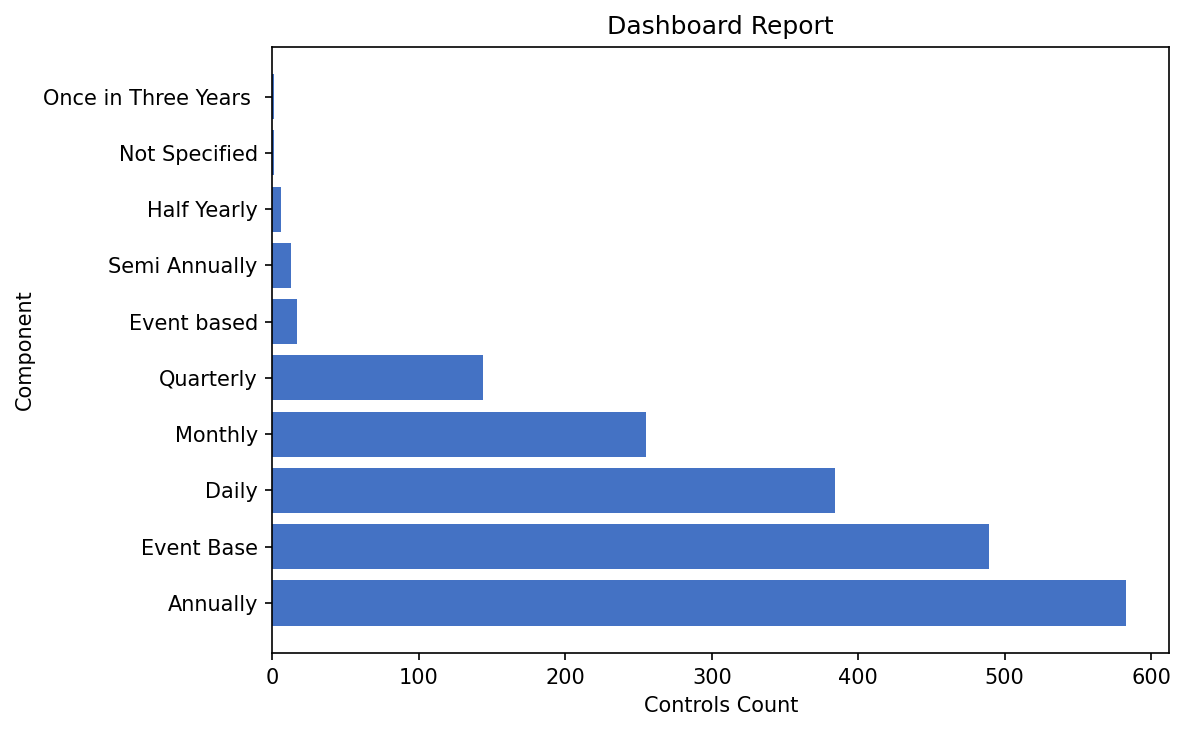 Dashboard Report
Once in Three Years
Not Specified
Half Yearly
Semi Annually
Event based
Quarterly
Monthly
Daily
Event Base
Annually
Component
0 100 200 300 400 500 600
Controls Count